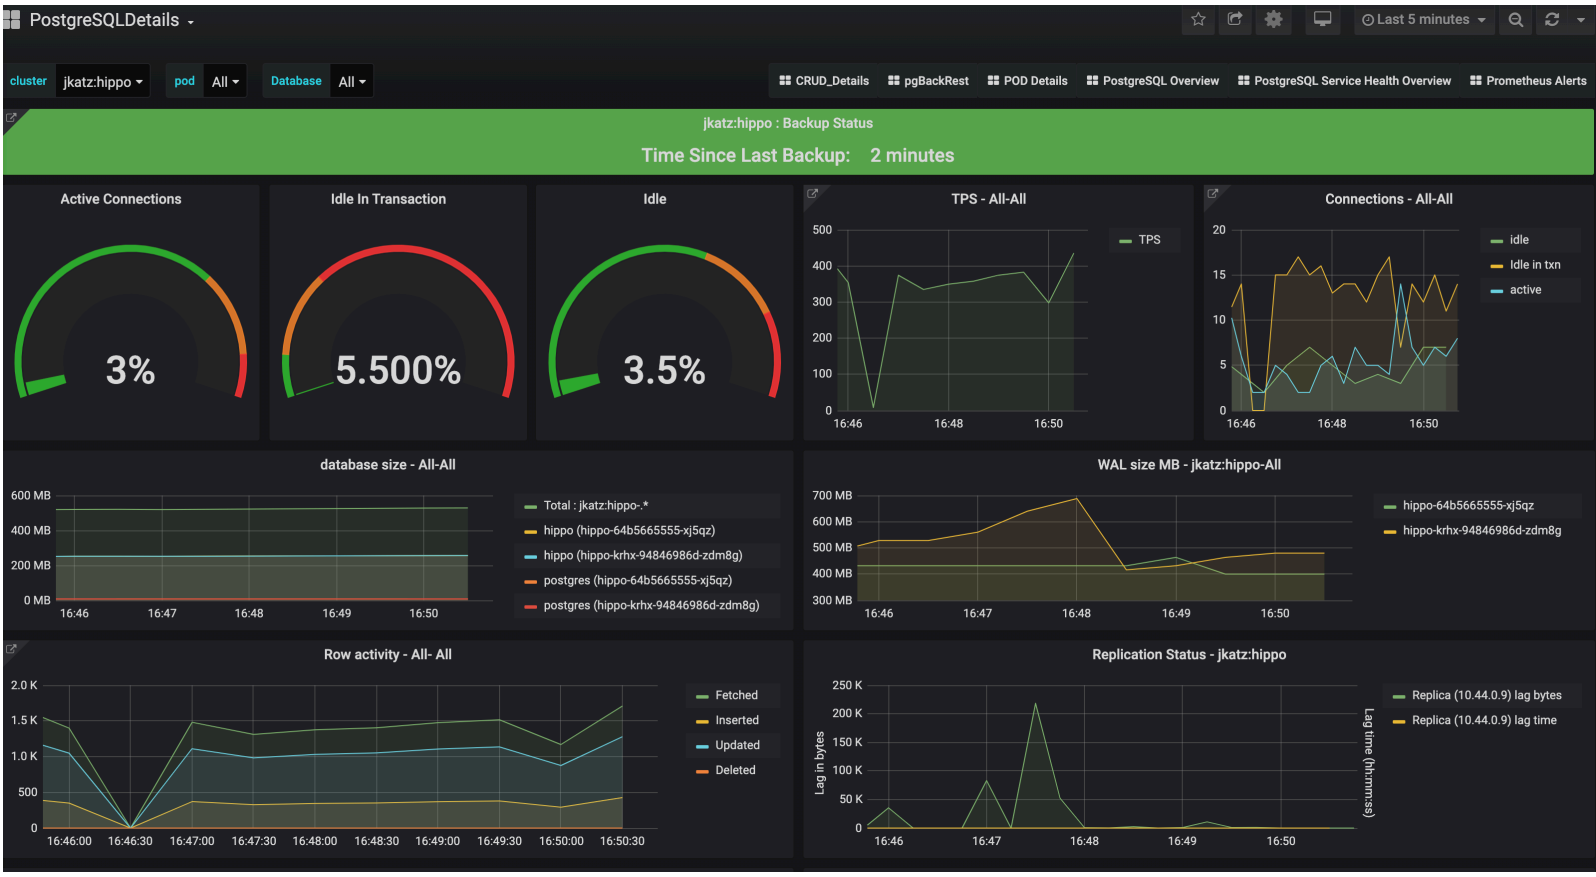 PostgreSQLDetails
Last 5 minutes
cluster jkatz:hippo pod All Database All
CRUD_Details pgBackRest POD Details PostgreSQL Overview PostgreSQL Service Health Overview Prometheus Alerts
jkatz:hippo : Backup Status
Time Since Last Backup: 2 minutes
Active Connections
3%
Idle In Transaction
5.500%
Idle
3.5%
TPS - All-All
500
400
300
200
100
0
16:46 16:48 16:50
TPS
Connections - All-All
20
15
10
5
0
16:46 16:48 16:50
idle
Idle in txn
active
database size - All-All
600 MB
400 MB
200 MB
0 MB
16:46 16:47 16:48 16:49 16:50
Total : jkatz:hippo-.*
hippo (hippo-64b5665555-xj5qz)
hippo (hippo-krhx-94846986d-zdm8g)
postgres (hippo-64b5665555-xj5qz)
postgres (hippo-krhx-94846986d-zdm8g)
WAL size MB - jkatz:hippo-All
700 MB
600 MB
500 MB
400 MB
300 MB
16:46 16:47 16:48 16:49 16:50
hippo-64b5665555-xj5qz
hippo-krhx-94846986d-zdm8g
Row activity - All- All
2.0 K
1.5 K
1.0 K
500
0
16:46:00 16:46:30 16:47:00 16:47:30 16:48:00 16:48:30 16:49:00 16:49:30 16:50:00 16:50:30
Fetched
Inserted
Updated
Deleted
Replication Status - jkatz:hippo
Lag in bytes
250 K
200 K
150 K
100 K
50 K
0
16:46 16:47 16:48 16:49 16:50
Lag time (hh:mm:ss)
Replica (10.44.0.9) lag bytes
Replica (10.44.0.9) lag time